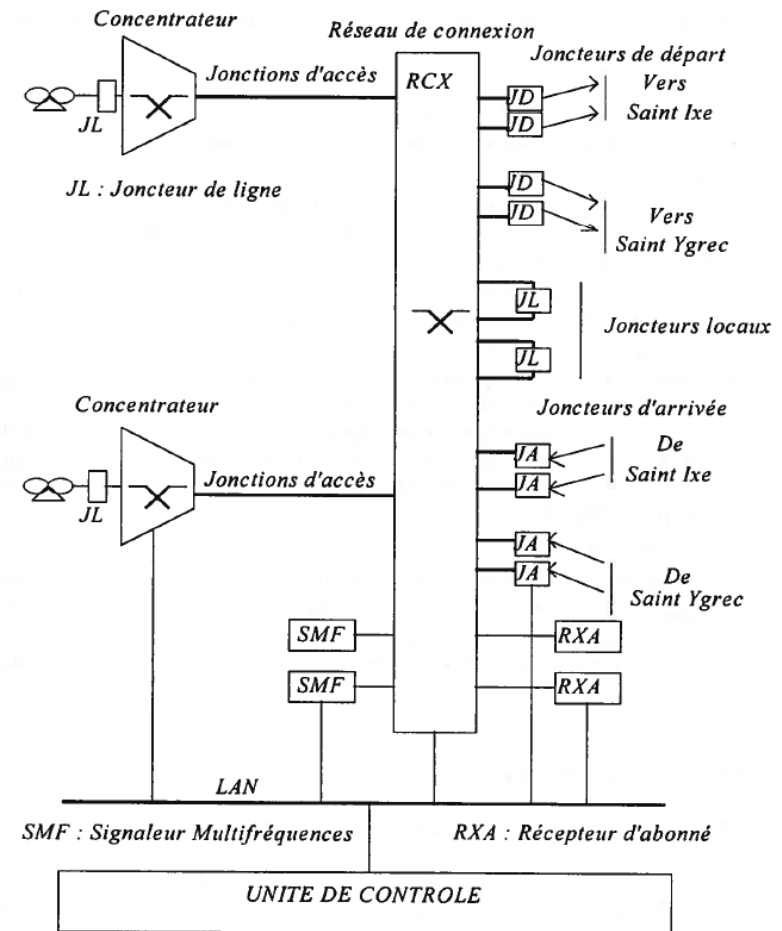 Concentrateur
Réseau de connexion
Joncteurs de départ
Jonctions d'accès
RCX
JD
Vers
Saint Ixe
JD
JL
JL : Joncteur de ligne
JD
JD
Vers
Saint Ygrec
JL
Joncteurs locaux
JL
Concentrateur
Joncteurs d'arrivée
Jonctions d'accès
JA
De
Saint Ixe
JA
JL
JA
JA
De
Saint Ygrec
SMF
RXA
SMF
RXA
LAN
SMF : Signaleur Multifréquences
RXA : Récepteur d'abonné
UNITE DE CONTROLE